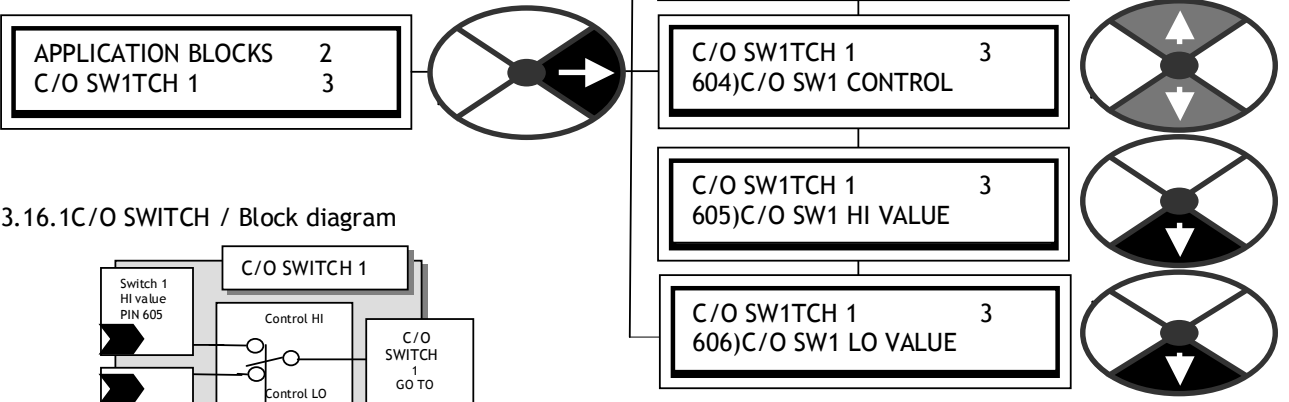 APPLICATION BLOCKS 2
C/O SW1TCH 1 3
C/O SW1TCH 1 3
604)C/O SW1 CONTROL
C/O SW1TCH 1 3
605)C/O SW1 HI VALUE
C/O SW1TCH 1 3
606)C/O SW1 LO VALUE
3.16.1C/O SWITCH / Block diagram
C/O SWITCH 1
Switch 1
HI value
PIN 605
Control HI
Control LO
C/O
SWITCH
1
GO TO